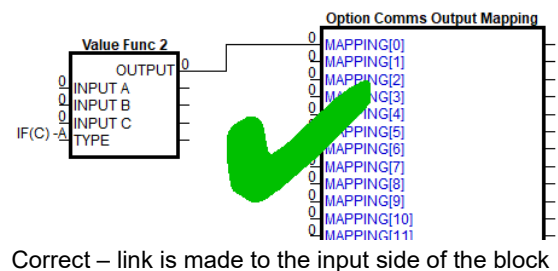 Option Comms Output Mapping
Value Func 2
OUTPUT 0
0 INPUT A
0 INPUT B
0 INPUT C
IF(C) -A TYPE
0 MAPPING[0]
0 MAPPING[1]
0 MAPPING[2]
0 MAPPING[3]
0
0 MAPPING[5]
0 MAPPING[6]
0 MAPPING[7]
0 MAPPING[8]
0 MAPPING[9]
0 MAPPING[10]
0 MAPPING[11]
Correct – link is made to the input side of the block